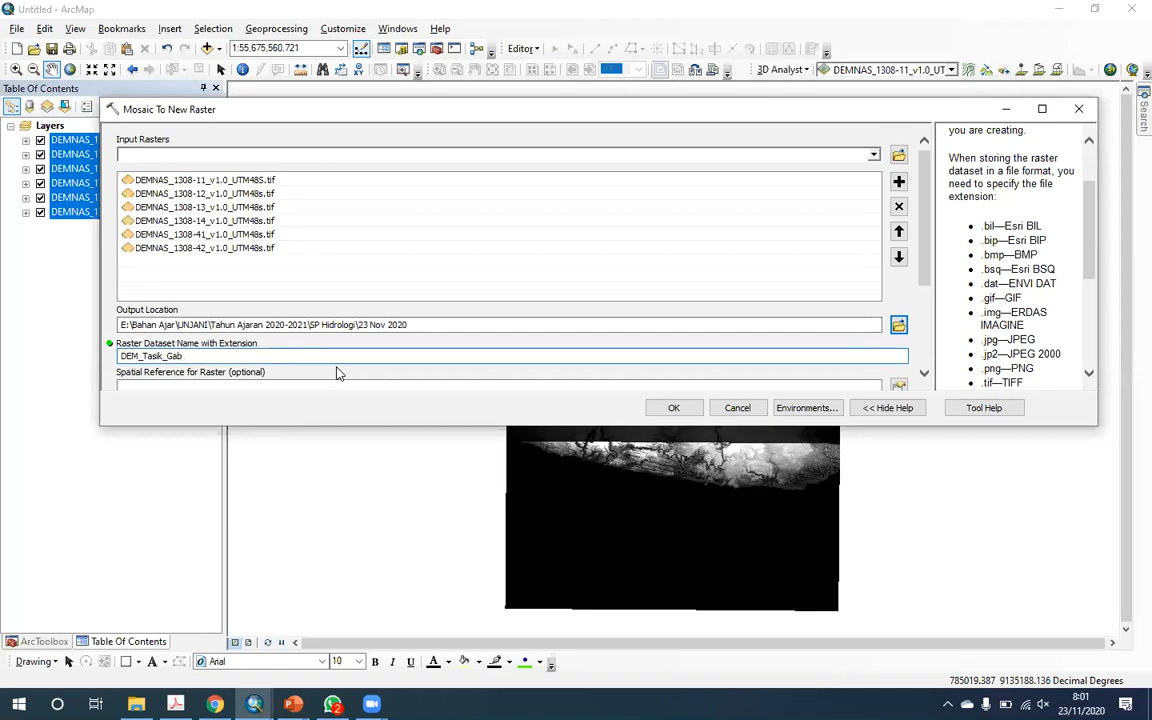 Untitled - ArcMap
File Edit View Bookmarks Insert Selection Geoprocessing Customize Windows Help
1:55,675,560,721
Editor
3D Analyst
DEMNAS_1308-11_v1.0_UT
Table Of Contents
Layers
DEMNAS_1
DEMNAS_1
DEMNAS_1
DEMNAS_1
DEMNAS_1
DEMNAS_1
Search
Mosaic To New Raster
Input Rasters
DEMNAS_1308-11_v1.0_UTM48S.tif
DEMNAS_1308-12_v1.0_UTM48s.tif
DEMNAS_1308-13_v1.0_UTM48s.tif
DEMNAS_1308-14_v1.0_UTM48s.tif
DEMNAS_1308-41_v1.0_UTM48s.tif
DEMNAS_1308-42_v1.0_UTM48s.tif
Output Location
E:\Bahan Ajar\UNJANI\Tahun Ajaran 2020-2021\SP Hidrologi\23 Nov 2020
Raster Dataset Name with Extension
DEM_Tasik_Gab
Spatial Reference for Raster (optional)
you are creating.
When storing the raster
dataset in a file format, you
need to specify the file
extension:
.bil—Esri BIL
.bip—Esri BIP
.bmp—BMP
.bsq—Esri BSQ
.dat—ENVI DAT
.gif—GIF
.img—ERDAS
IMAGINE
.jpg—JPEG
.jp2—JPEG 2000
.png—PNG
.tif—TIFF
OK Cancel Environments... << Hide Help Tool Help
ArcToolbox Table Of Contents
Drawing A Arial 10 B I U A
785019.387 9135188.136 Decimal Degrees
2
8:01
23/11/2020